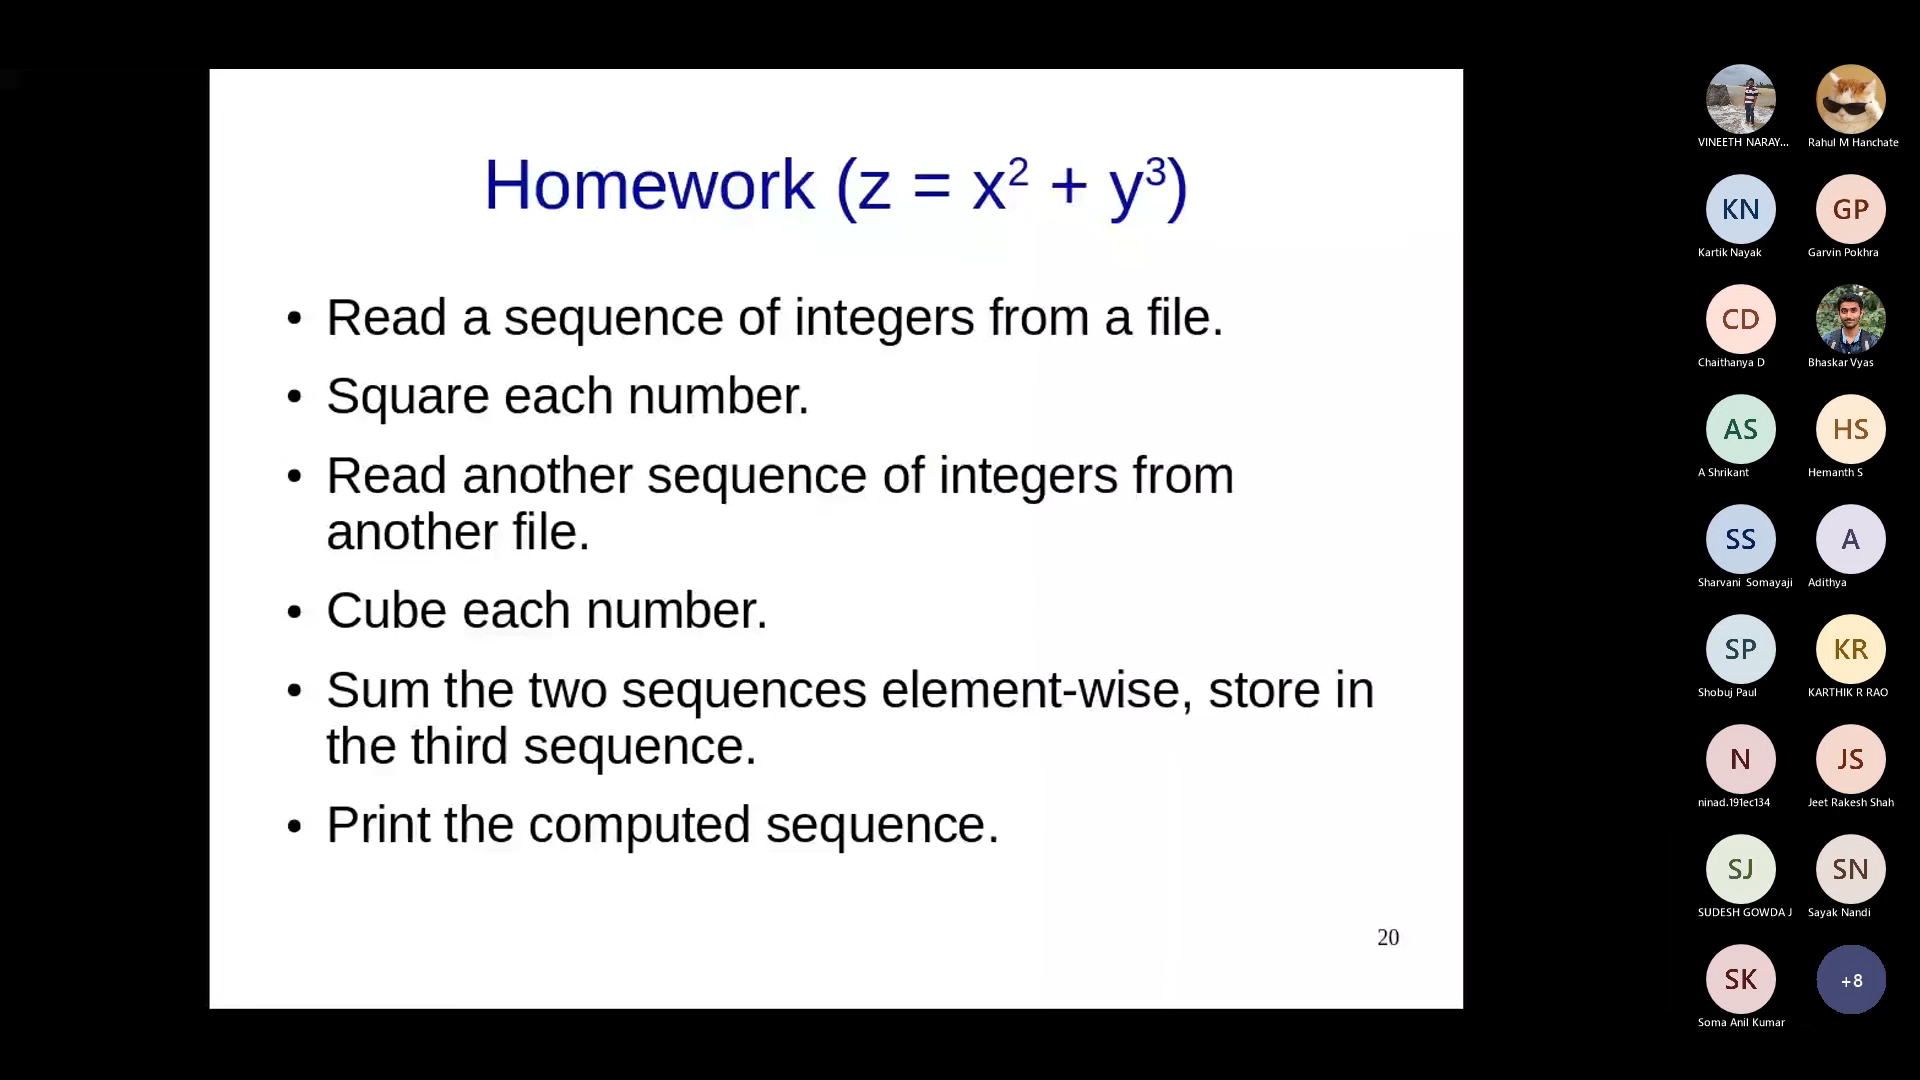 Homework (z = x² + y³)
• Read a sequence of integers from a file.
• Square each number.
• Read another sequence of integers from
another file.
• Cube each number.
• Sum the two sequences element-wise, store in
the third sequence.
• Print the computed sequence.
20
VINEETH NARAY...
Rahul M Hanchate
KN
Kartik Nayak
GP
Garvin Pokhra
CD
Chaithanya D
Bhaskar Vyas
AS
A Shrikant
HS
Hemanth S
SS
Sharvani Somayaji
A
Adithya
SP
Shobuj Paul
KR
KARTHIK R RAO
N
ninad.191ec134
JS
Jeet Rakesh Shah
SJ
SUDESH GOWDA J
SN
Sayak Nandi
SK
Soma Anil Kumar
+8